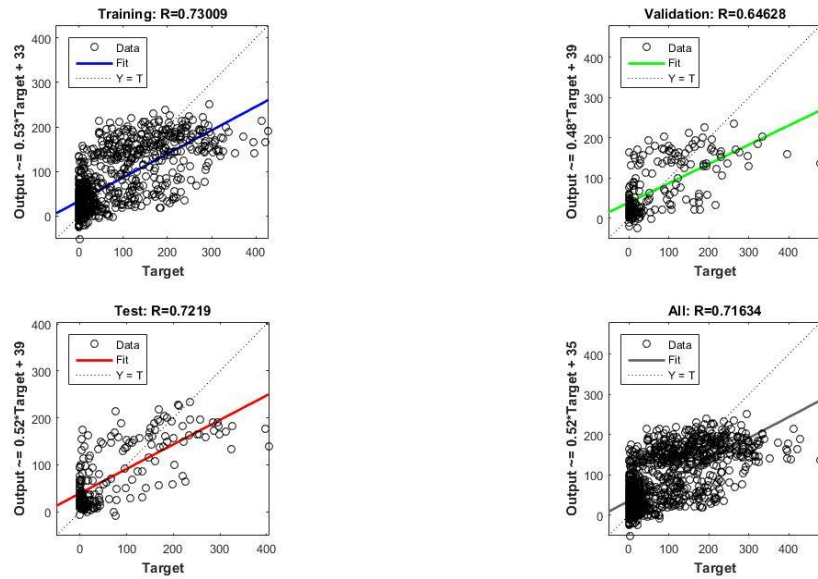 Training: R=0.73009
Output ~= 0.53*Target + 33
400
300
200
100
0
Data
Fit
Y = T
0
100
200
300
400
Target
Validation: R=0.64628
Output ~= 0.48*Target + 39
400
300
200
100
0
Data
Fit
Y = T
0
100
200
300
400
Target
Test: R=0.7219
Output ~= 0.52*Target + 39
400
300
200
100
0
Data
Fit
Y = T
0
100
200
300
400
Target
All: R=0.71634
Output ~= 0.52*Target + 35
400
300
200
100
0
Data
Fit
Y = T
0
100
200
300
400
Target